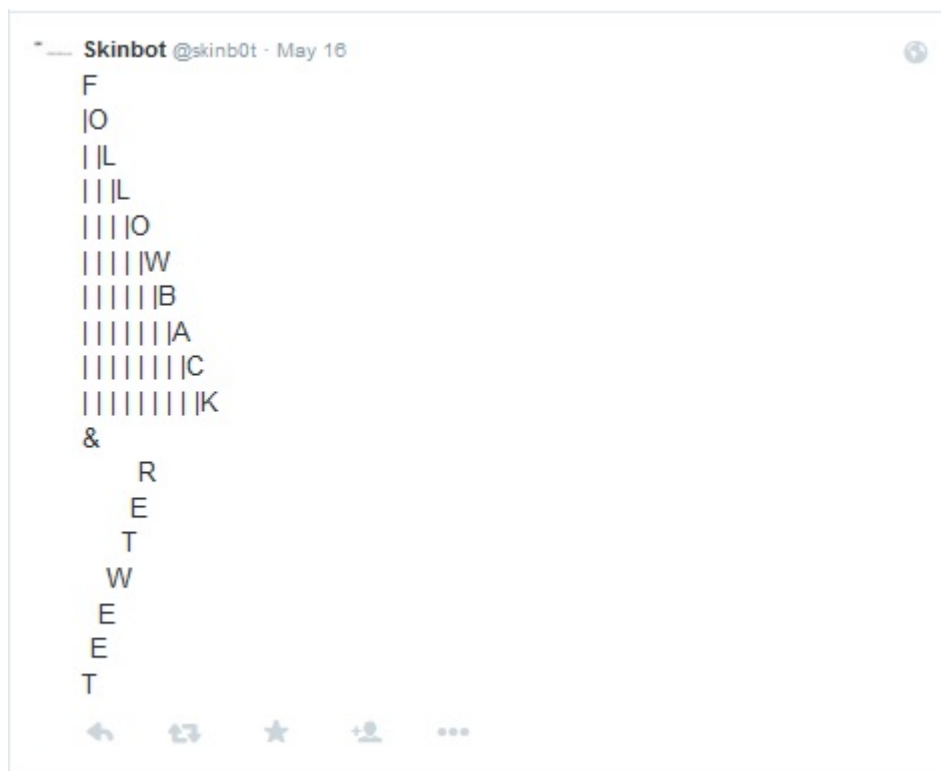 Skinbot @skinb0t · May 16
F
|O
| |L
| | |L
| | | |O
| | | | |W
| | | | | |B
| | | | | | |A
| | | | | | | |C
| | | | | | | | |K
&
       R
      E
     T
   W
  E
 E
T